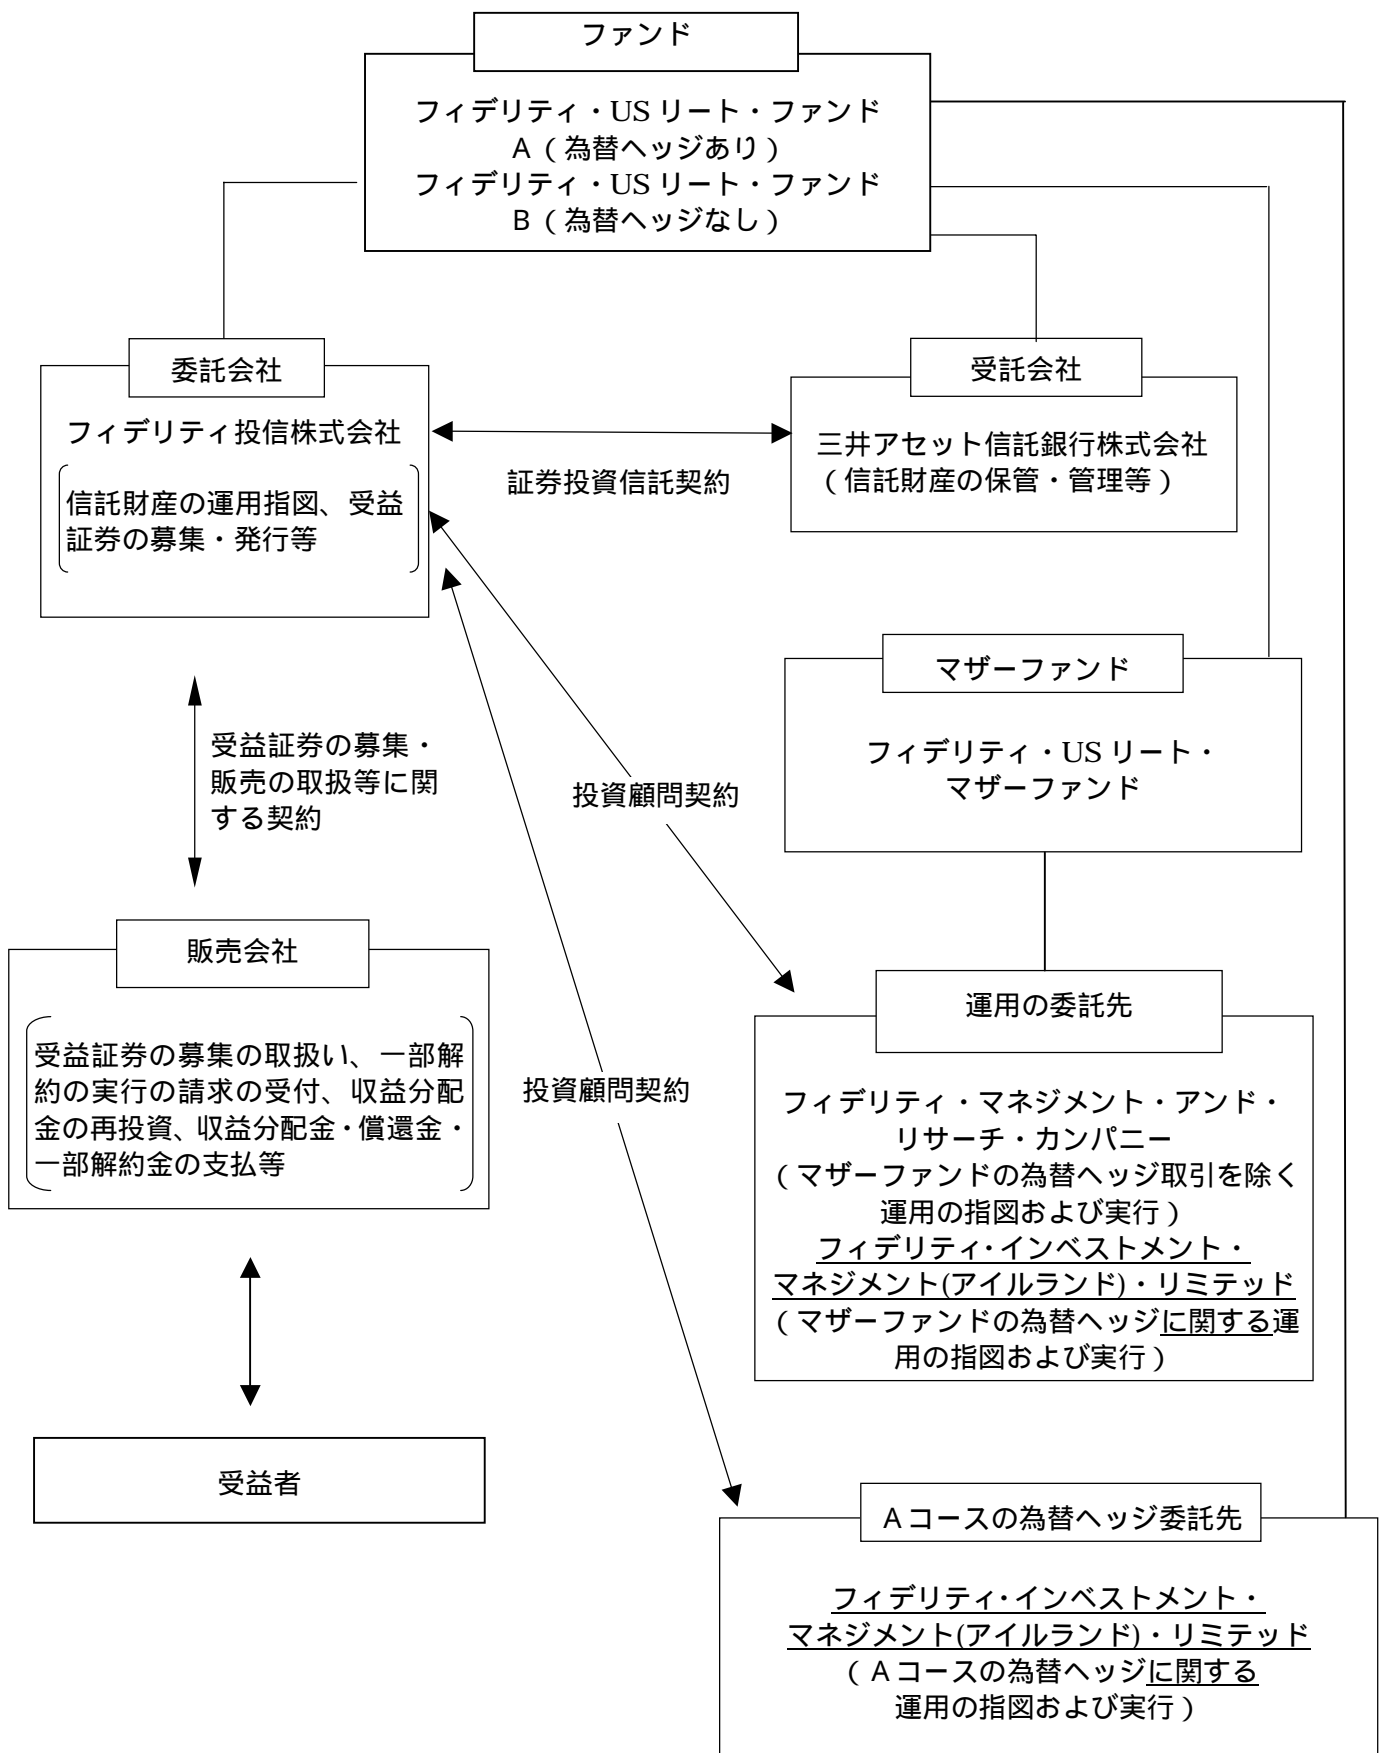 ファンド
フィデリティ・US リート・ファンド
A(為替ヘッジあり)
フィデリティ・US リート・ファンド
B(為替ヘッジなし)
委託会社
フィデリティ投信株式会社
信託財産の運用指図、受益
証券の募集・発行等
証券投資信託契約
受託会社
三井アセット信託銀行株式会社
(信託財産の保管・管理等)
マザーファンド
フィデリティ・US リート・
マザーファンド
受益証券の募集・
販売の取扱等に関
する契約
投資顧問契約
販売会社
受益証券の募集の取扱い、一部解
約の実行の請求の受付、収益分配
金の再投資、収益分配金・償還金・
一部解約金の支払等
投資顧問契約
運用の委託先
フィデリティ・マネジメント・アンド・
リサーチ・カンパニー
(マザーファンドの為替ヘッジ取引を除く
運用の指図および実行)
フィデリティ・インベストメント・
マネジメント(アイルランド)・リミテッド
(マザーファンドの為替ヘッジに関する運
用の指図および実行)
受益者
Aコースの為替ヘッジ委託先
フィデリティ・インベストメント・
マネジメント(アイルランド)・リミテッド
(Aコースの為替ヘッジに関する
運用の指図および実行)